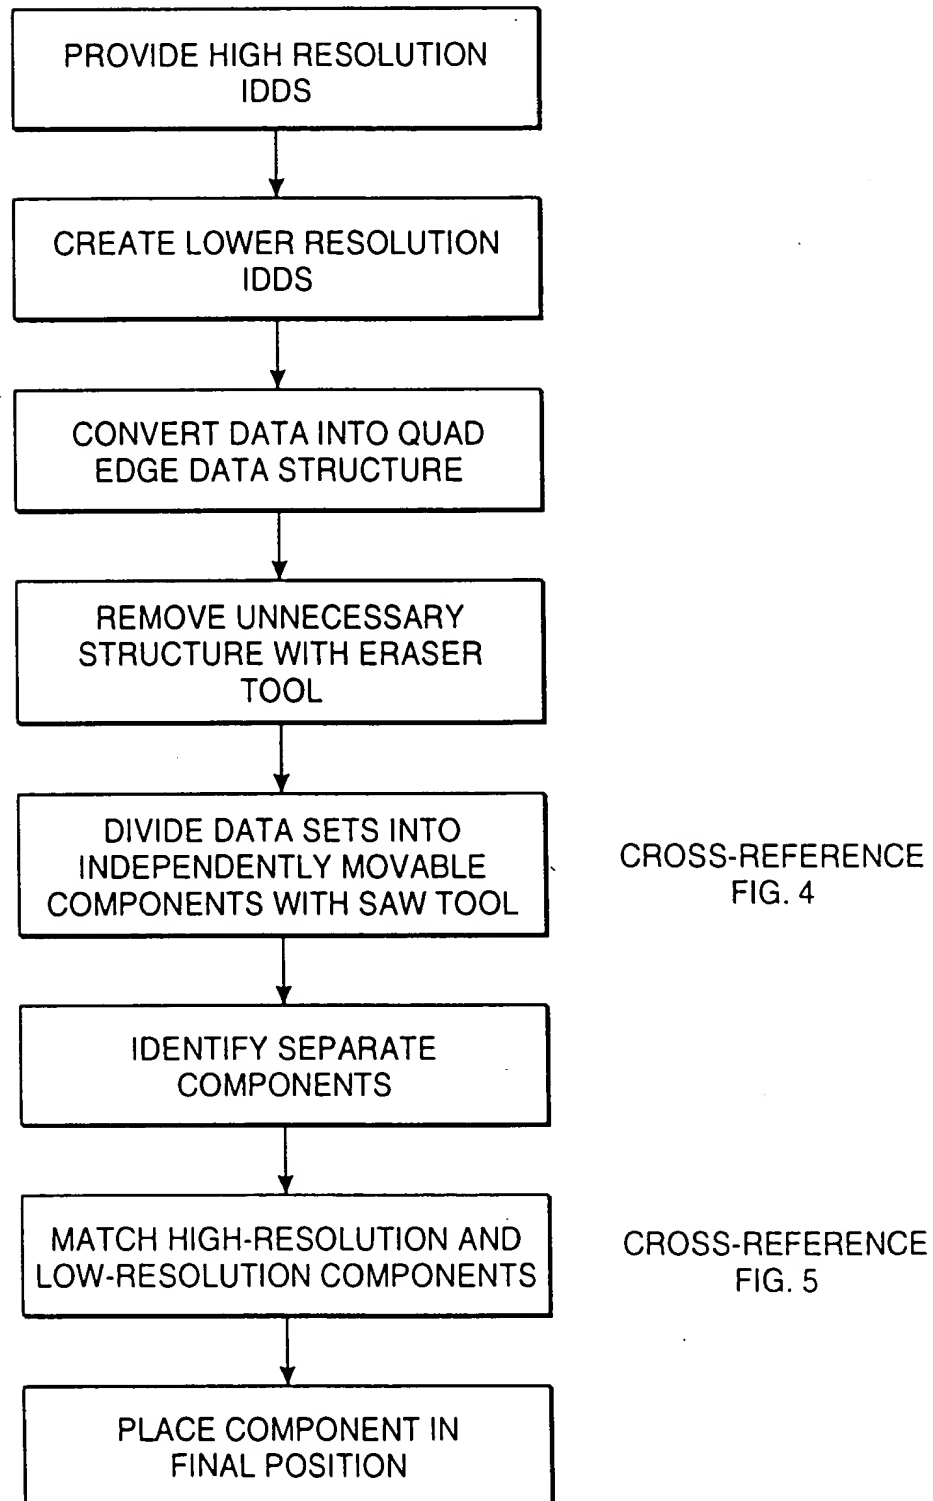 PROVIDE HIGH RESOLUTION
IDDS
CREATE LOWER RESOLUTION
IDDS
CONVERT DATA INTO QUAD
EDGE DATA STRUCTURE
REMOVE UNNECESSARY
STRUCTURE WITH ERASER
TOOL
DIVIDE DATA SETS INTO
INDEPENDENTLY MOVABLE
COMPONENTS WITH SAW TOOL
CROSS-REFERENCE
FIG. 4
IDENTIFY SEPARATE
COMPONENTS
MATCH HIGH-RESOLUTION AND
LOW-RESOLUTION COMPONENTS
CROSS-REFERENCE
FIG. 5
PLACE COMPONENT IN
FINAL POSITION